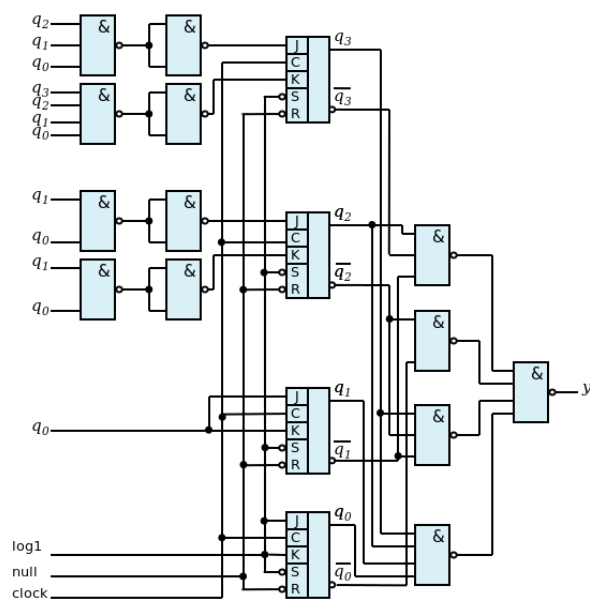 q2 & &
q1
q0
q3 & &
q2
q1
q0
J q3
C
K
S q̅3
R
q1 & &
q0
q1 & &
q0
J q2
C
K
S q̅2
R
&
&
&
&
& y
q0
J q1
C
K
S q̅1
R
J q0
C
K
S q̅0
R
log1
null
clock